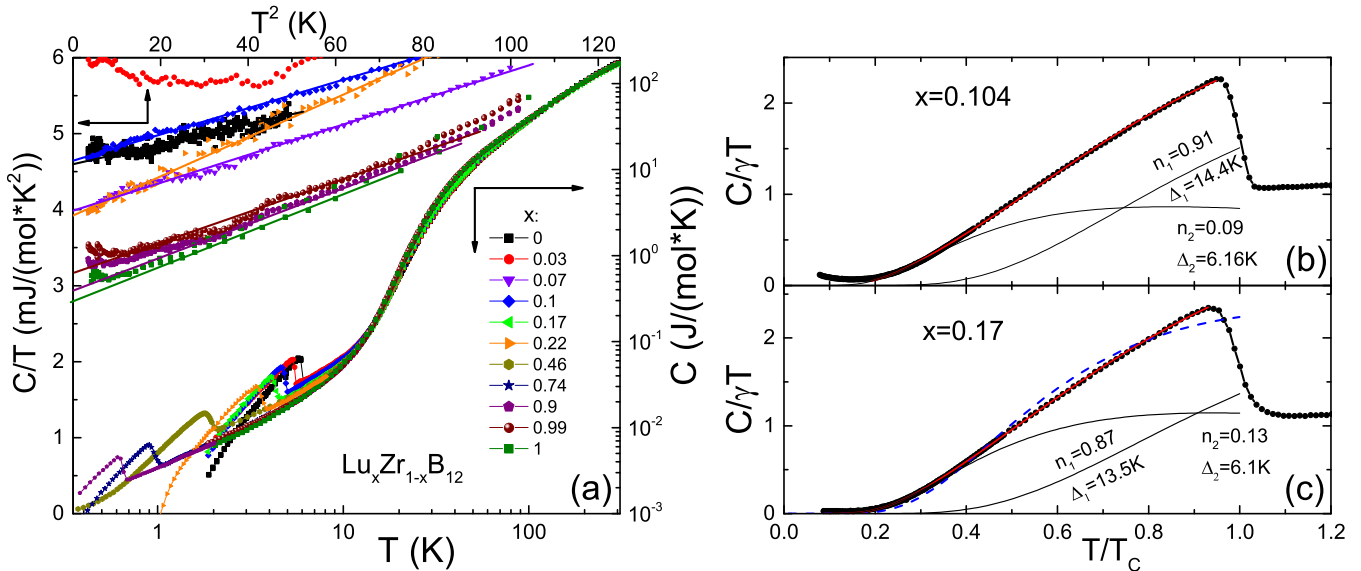 T² (K)
0 20 40 60 80 100 120
6
5
4
3
2
1
0
C/T (mJ/(mol*K²))
10²
10¹
10⁰
10⁻¹
10⁻²
10⁻³
C (J/(mol*K))
x:
0
0.03
0.07
0.1
0.17
0.22
0.46
0.74
0.9
0.99
1
LuₓZr₁₋ₓB₁₂
(a)
1 10 100
T (K)
x=0.104
2
1
0
C/γT
n₁=0.91
Δ₁=14.4K
n₂=0.09
Δ₂=6.16K
(b)
x=0.17
2
1
0
C/γT
n₁=0.87
Δ₁=13.5K
n₂=0.13
Δ₂=6.1K
(c)
0.0 0.2 0.4 0.6 0.8 1.0 1.2
T/T_C